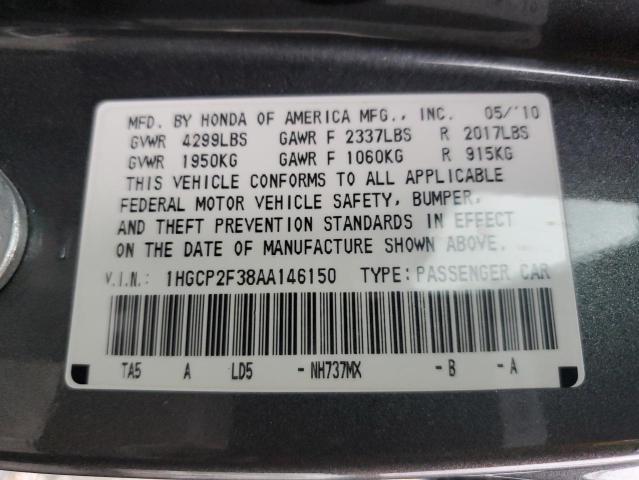 MFD. BY HONDA OF AMERICA MFG., INC. 05/'10
GVWR 4299LBS GAWR F 2337LBS R 2017LBS
GVWR 1950KG GAWR F 1060KG R 915KG
THIS VEHICLE CONFORMS TO ALL APPLICABLE
FEDERAL MOTOR VEHICLE SAFETY, BUMPER,
AND THEFT PREVENTION STANDARDS IN EFFECT
ON THE DATE OF MANUFACTURE SHOWN ABOVE.
V.I.N.: 1HGCP2F38AA146150 TYPE: PASSENGER CAR
TA5 A LD5 -NH737MX -B -A